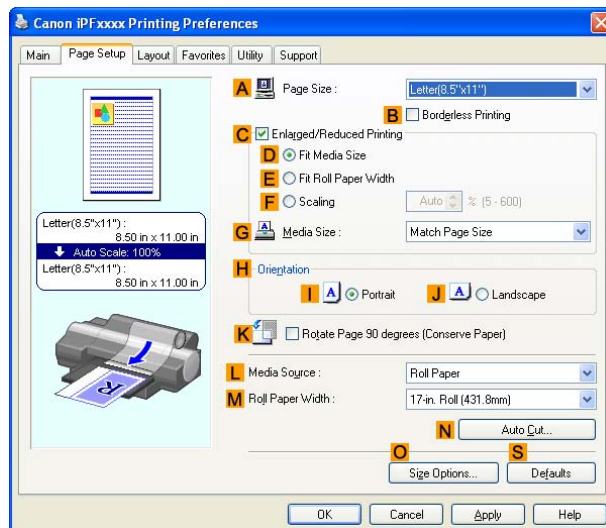 Canon iPFxxxx Printing Preferences
Main Page Setup Layout Favorites Utility Support
A Page Size : Letter(8.5"x11")
B Borderless Printing
C Enlarged/Reduced Printing
D Fit Media Size
E Fit Roll Paper Width
F Scaling Auto % (5 - 600)
Letter(8.5"x11") :
8.50 in x 11.00 in
Auto Scale: 100%
Letter(8.5"x11") :
8.50 in x 11.00 in
G Media Size : Match Page Size
H Orientation
I A Portrait J A Landscape
K Rotate Page 90 degrees (Conserve Paper)
R
L Media Source : Roll Paper
M Roll Paper Width : 17-in. Roll (431.8mm)
N Auto Cut...
O S
Size Options... Defaults
OK Cancel Apply Help